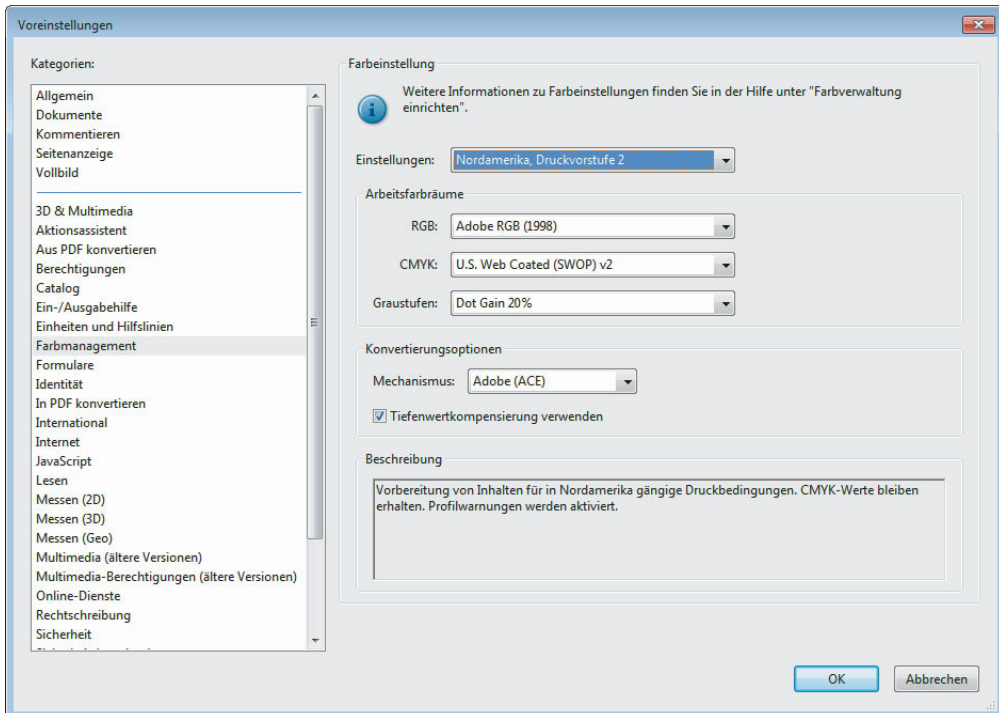 Voreinstellungen
Kategorien:
Allgemein
Dokumente
Kommentieren
Seitenanzeige
Vollbild
3D & Multimedia
Aktionsassistent
Aus PDF konvertieren
Berechtigungen
Catalog
Ein-/Ausgabehilfe
Einheiten und Hilfslinien
Farbmanagement
Formulare
Identität
In PDF konvertieren
International
Internet
JavaScript
Lesen
Messen (2D)
Messen (3D)
Messen (Geo)
Multimedia (ältere Versionen)
Multimedia-Berechtigungen (ältere Versionen)
Online-Dienste
Rechtschreibung
Sicherheit
Farbeinstellung
Weitere Informationen zu Farbeinstellungen finden Sie in der Hilfe unter "Farbverwaltung
einrichten".
Einstellungen: Nordamerika, Druckvorstufe 2
Arbeitsfarbräume
RGB: Adobe RGB (1998)
CMYK: U.S. Web Coated (SWOP) v2
Graustufen: Dot Gain 20%
Konvertierungsoptionen
Mechanismus: Adobe (ACE)
Tiefenwertkompensierung verwenden
Beschreibung
Vorbereitung von Inhalten für in Nordamerika gängige Druckbedingungen. CMYK-Werte bleiben
erhalten. Profilwarnungen werden aktiviert.
OK
Abbrechen